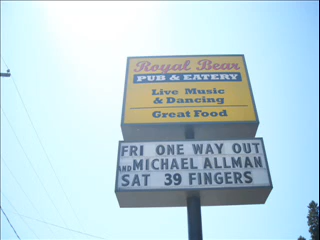 Royal Bear
PUB & EATERY
Live Music
& Dancing
Great Food
FRI ONE WAY OUT
AND MICHAEL ALLMAN
SAT 39 FINGERS